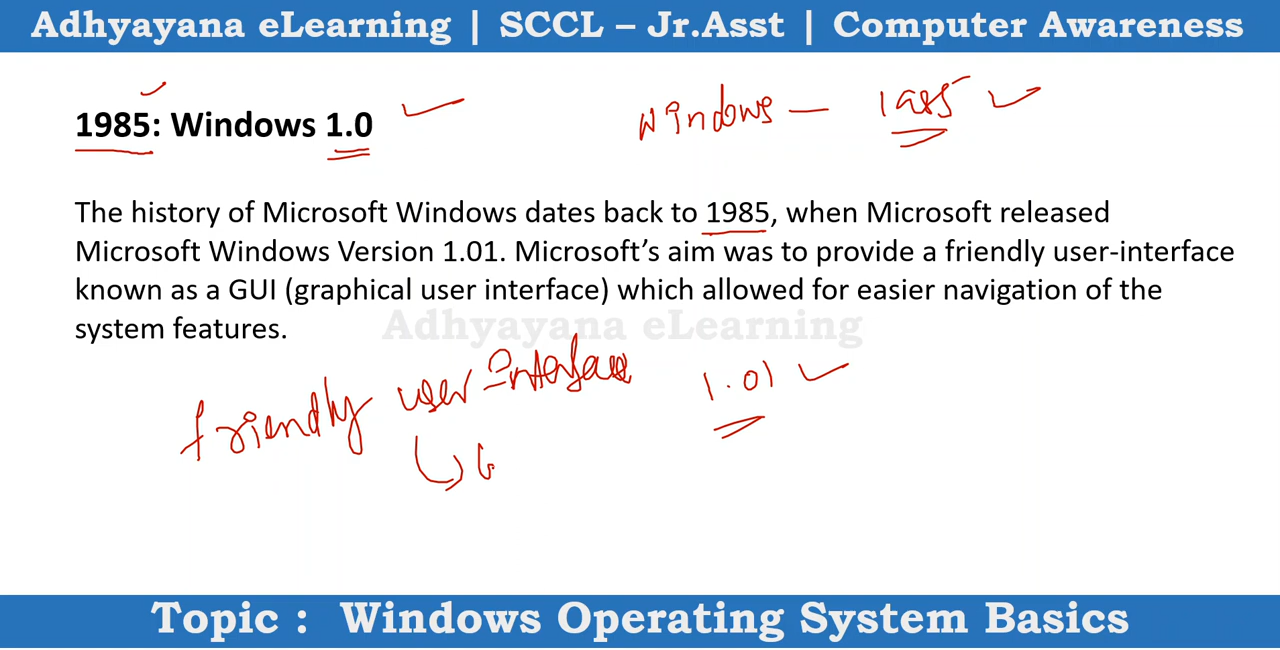 Adhyayana eLearning | SCCL – Jr.Asst | Computer Awareness
1985: Windows 1.0
Windows — 1985
The history of Microsoft Windows dates back to 1985, when Microsoft released
Microsoft Windows Version 1.01. Microsoft’s aim was to provide a friendly user-interface
known as a GUI (graphical user interface) which allowed for easier navigation of the
system features.
Adhyayana eLearning
friendly user Interface
1.01
Topic : Windows Operating System Basics